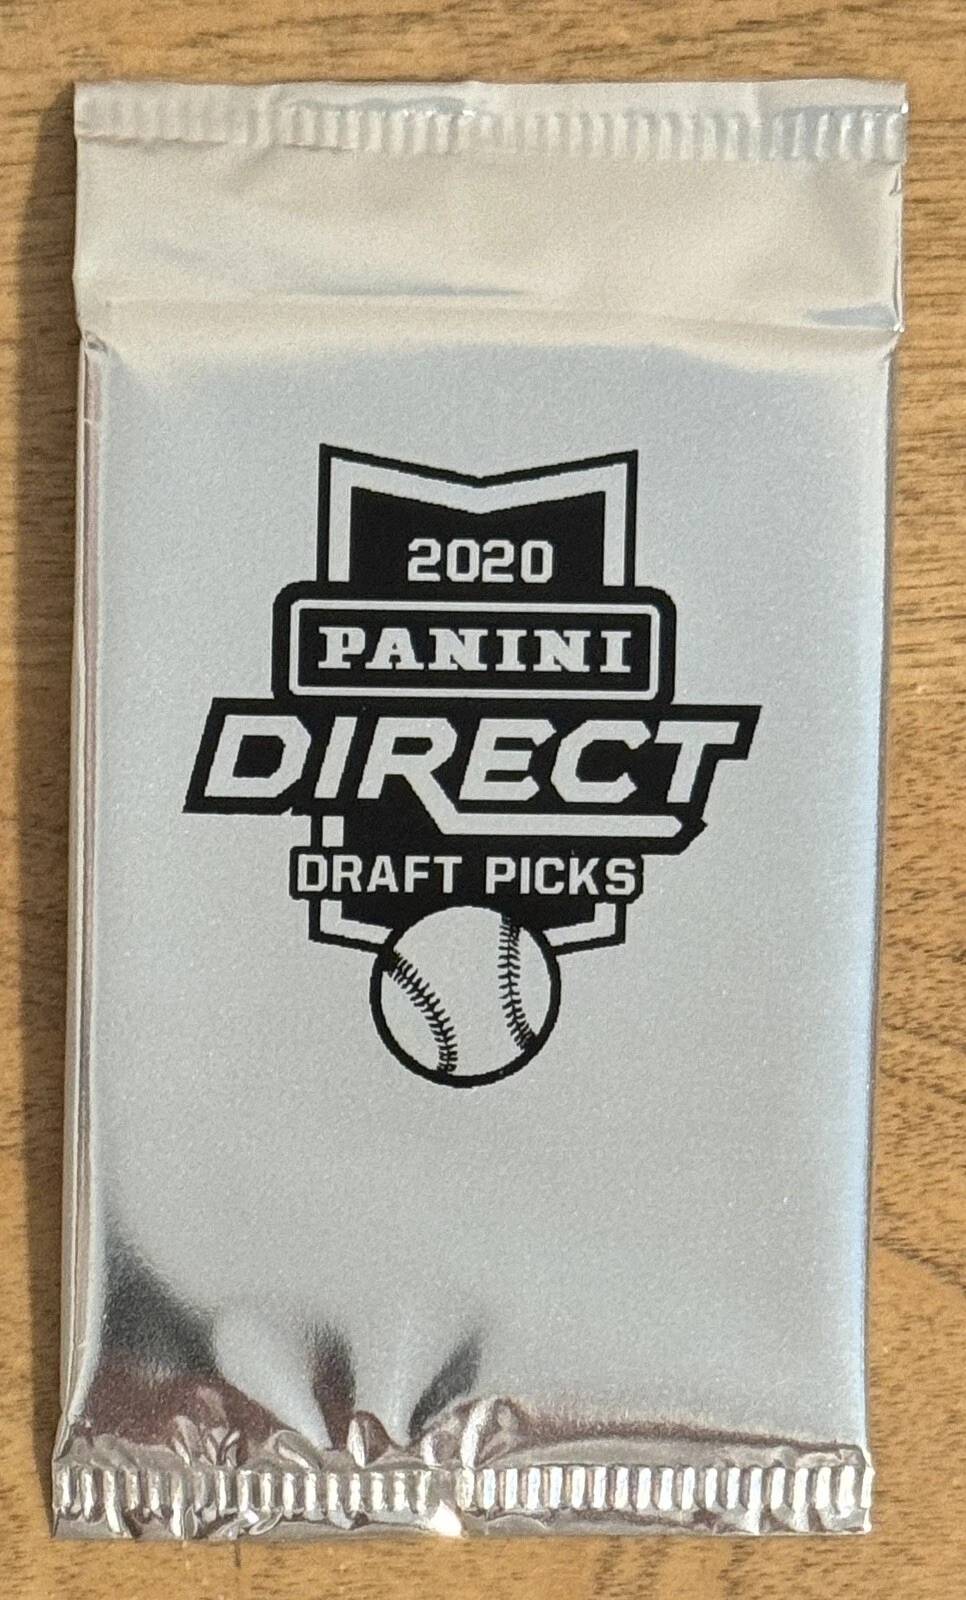 2020
PANINI
DIRECT
DRAFT PICKS